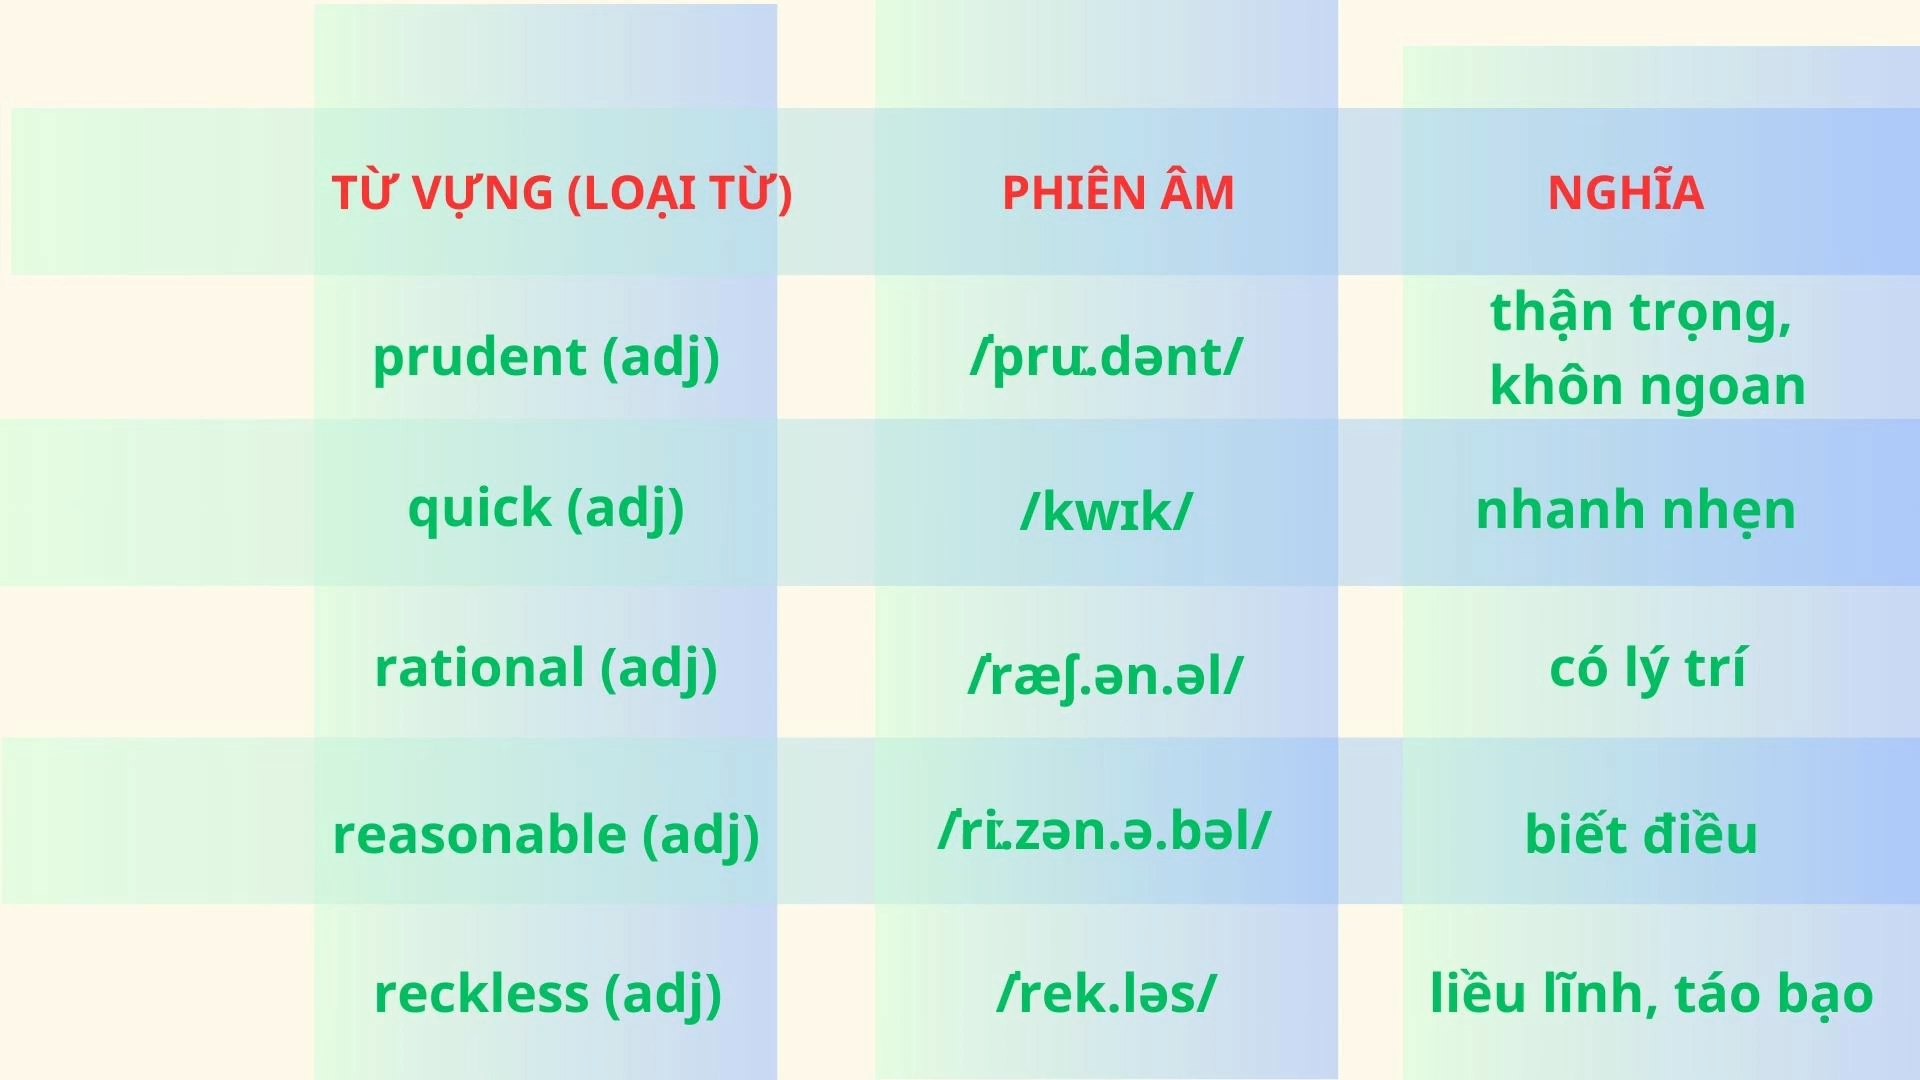 TỪ VỰNG (LOẠI TỪ) PHIÊN ÂM NGHĨA
prudent (adj) /ˈpruː.dənt/ thận trọng,
khôn ngoan
quick (adj) /kwɪk/ nhanh nhẹn
rational (adj) /ˈræʃ.ən.əl/ có lý trí
reasonable (adj) /ˈriː.zən.ə.bəl/ biết điều
reckless (adj) /ˈrek.ləs/ liều lĩnh, táo bạo